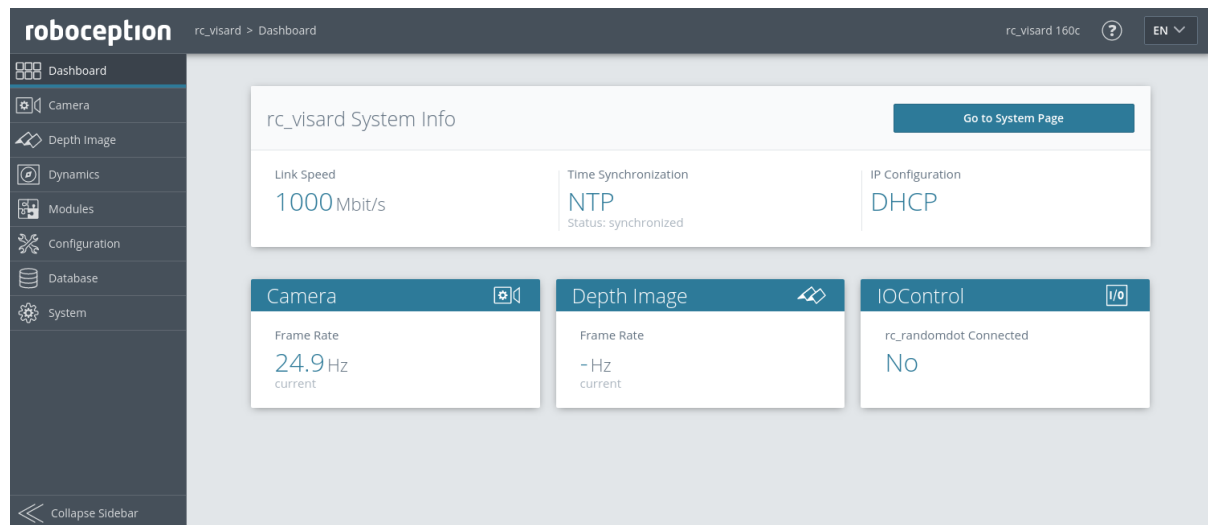 roboception
rc_visard > Dashboard
rc_visard 160c
?
EN
Dashboard
Camera
Depth Image
Dynamics
Modules
Configuration
Database
System
Collapse Sidebar
rc_visard System Info
Go to System Page
Link Speed
1000 Mbit/s
Time Synchronization
NTP
Status: synchronized
IP Configuration
DHCP
Camera
Frame Rate
24.9 Hz
current
Depth Image
Frame Rate
- Hz
current
IOControl
I/O
rc_randomdot Connected
No